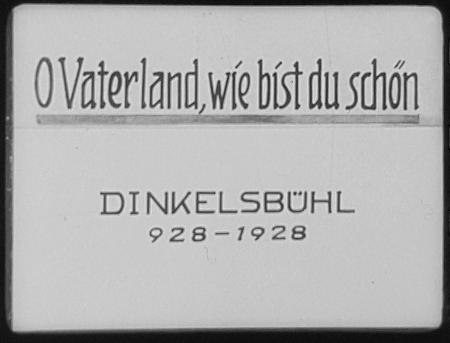 O Vaterland, wie bist du schön
DINKELSBÜHL
928-1928